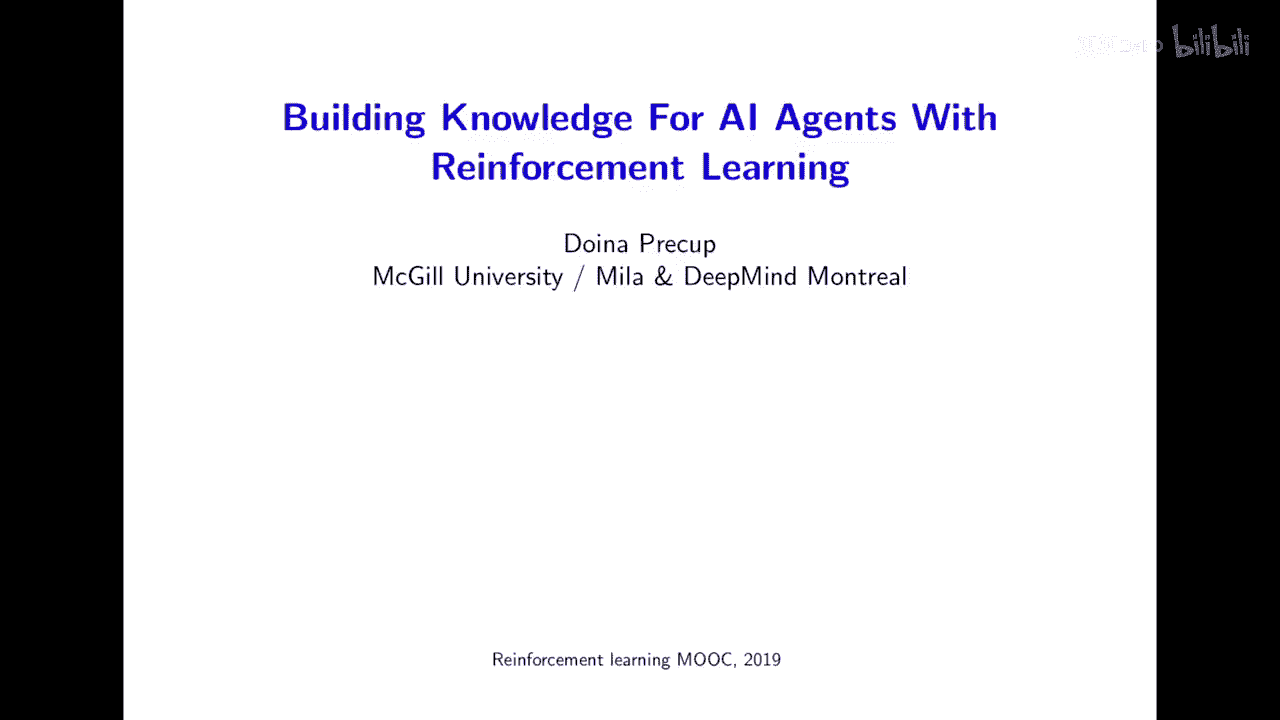 bilibili
Building Knowledge For AI Agents With
Reinforcement Learning
Doina Precup
McGill University / Mila & DeepMind Montreal
Reinforcement learning MOOC, 2019